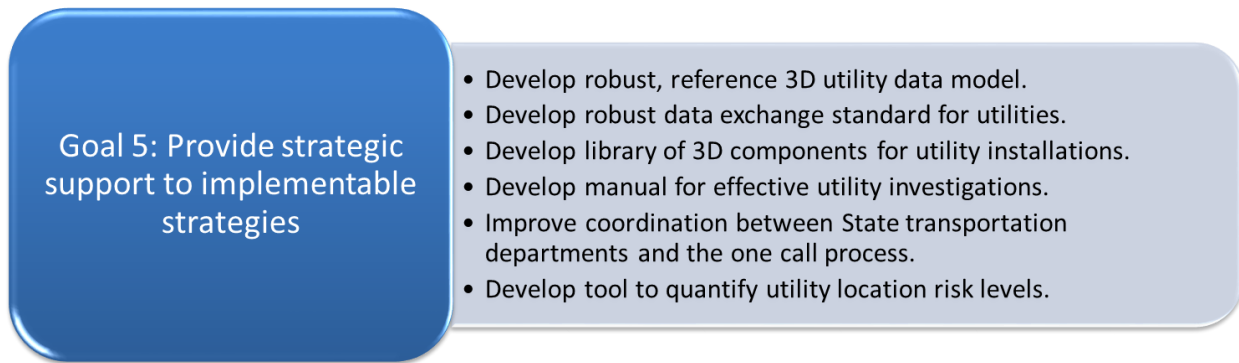 Goal 5: Provide strategic
support to implementable
strategies
• Develop robust, reference 3D utility data model.
• Develop robust data exchange standard for utilities.
• Develop library of 3D components for utility installations.
• Develop manual for effective utility investigations.
• Improve coordination between State transportation
departments and the one call process.
• Develop tool to quantify utility location risk levels.